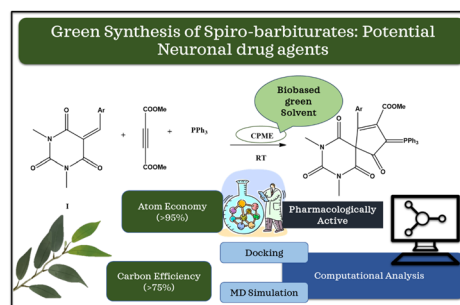 Green Synthesis of Spiro-barbiturates: Potential
Neuronal drug agents
Biobased
green
Solvent
Ar
O
O
N
N
O
I
+
COOMe
COOMe
+
PPh3
CPME
RT
Ar
COOMe
PPh3
O
O
N
N
O
O
Atom Economy
(>95%)
Pharmacologically
Active
Carbon Efficiency
(>75%)
Docking
MD Simulation
Computational Analysis